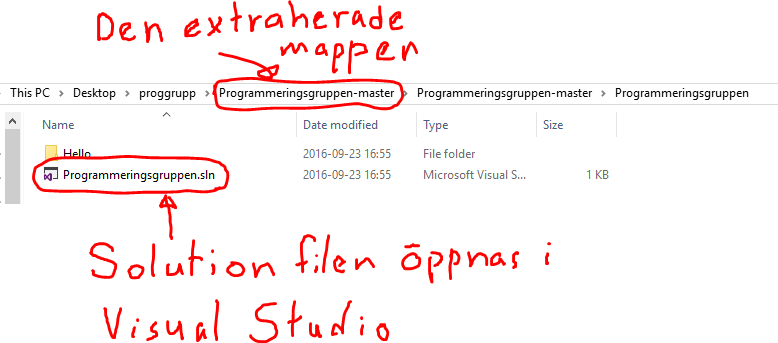 Den extraherade
mappen
This PC > Desktop > proggrupp > Programmeringsgruppen-master > Programmeringsgruppen-master > Programmeringsgruppen
Name Date modified Type Size
Hello 2016-09-23 16:55 File folder
Programmeringsgruppen.sln 2016-09-23 16:55 Microsoft Visual S... 1 KB
Solution filen öppnas i
Visual Studio